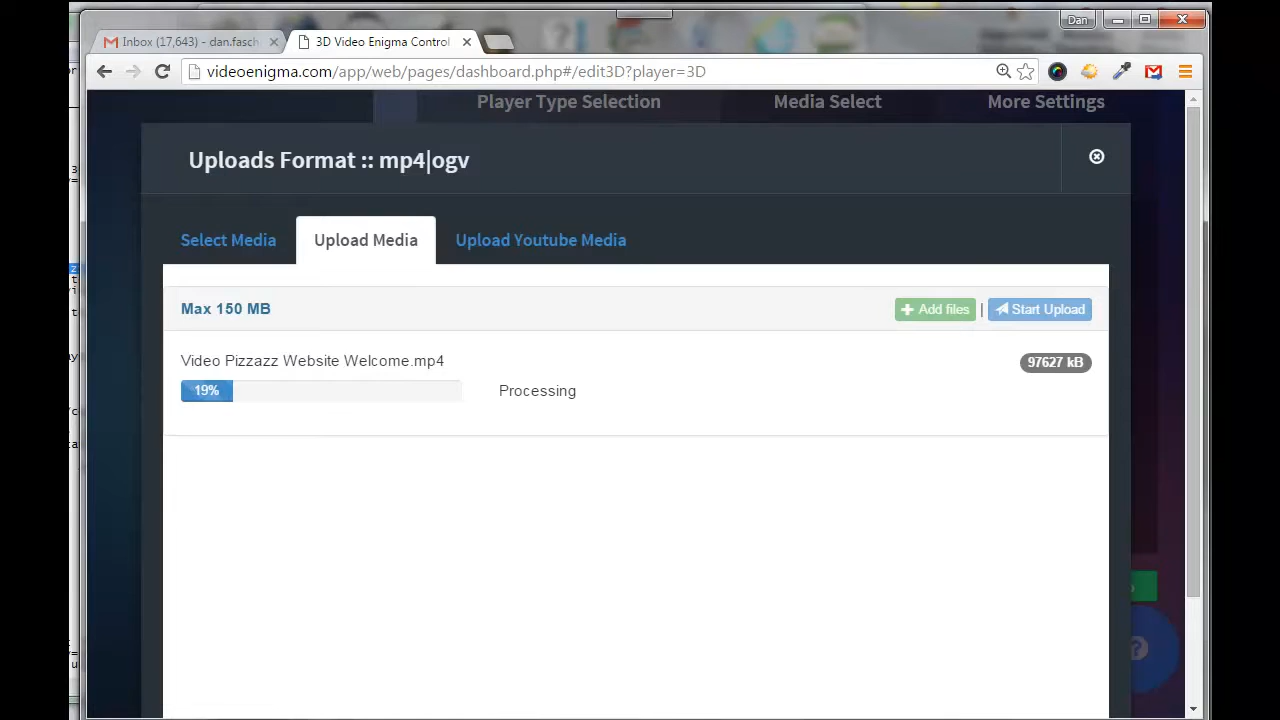 Dan
Inbox (17,643) - dan.fasch
3D Video Enigma Control
videoenigma.com/app/web/pages/dashboard.php#/edit3D?player=3D
Player Type Selection
Media Select
More Settings
Uploads Format :: mp4|ogv
Select Media
Upload Media
Upload Youtube Media
Max 150 MB
Add files
|
Start Upload
Video Pizzazz Website Welcome.mp4
97627 kB
19%
Processing